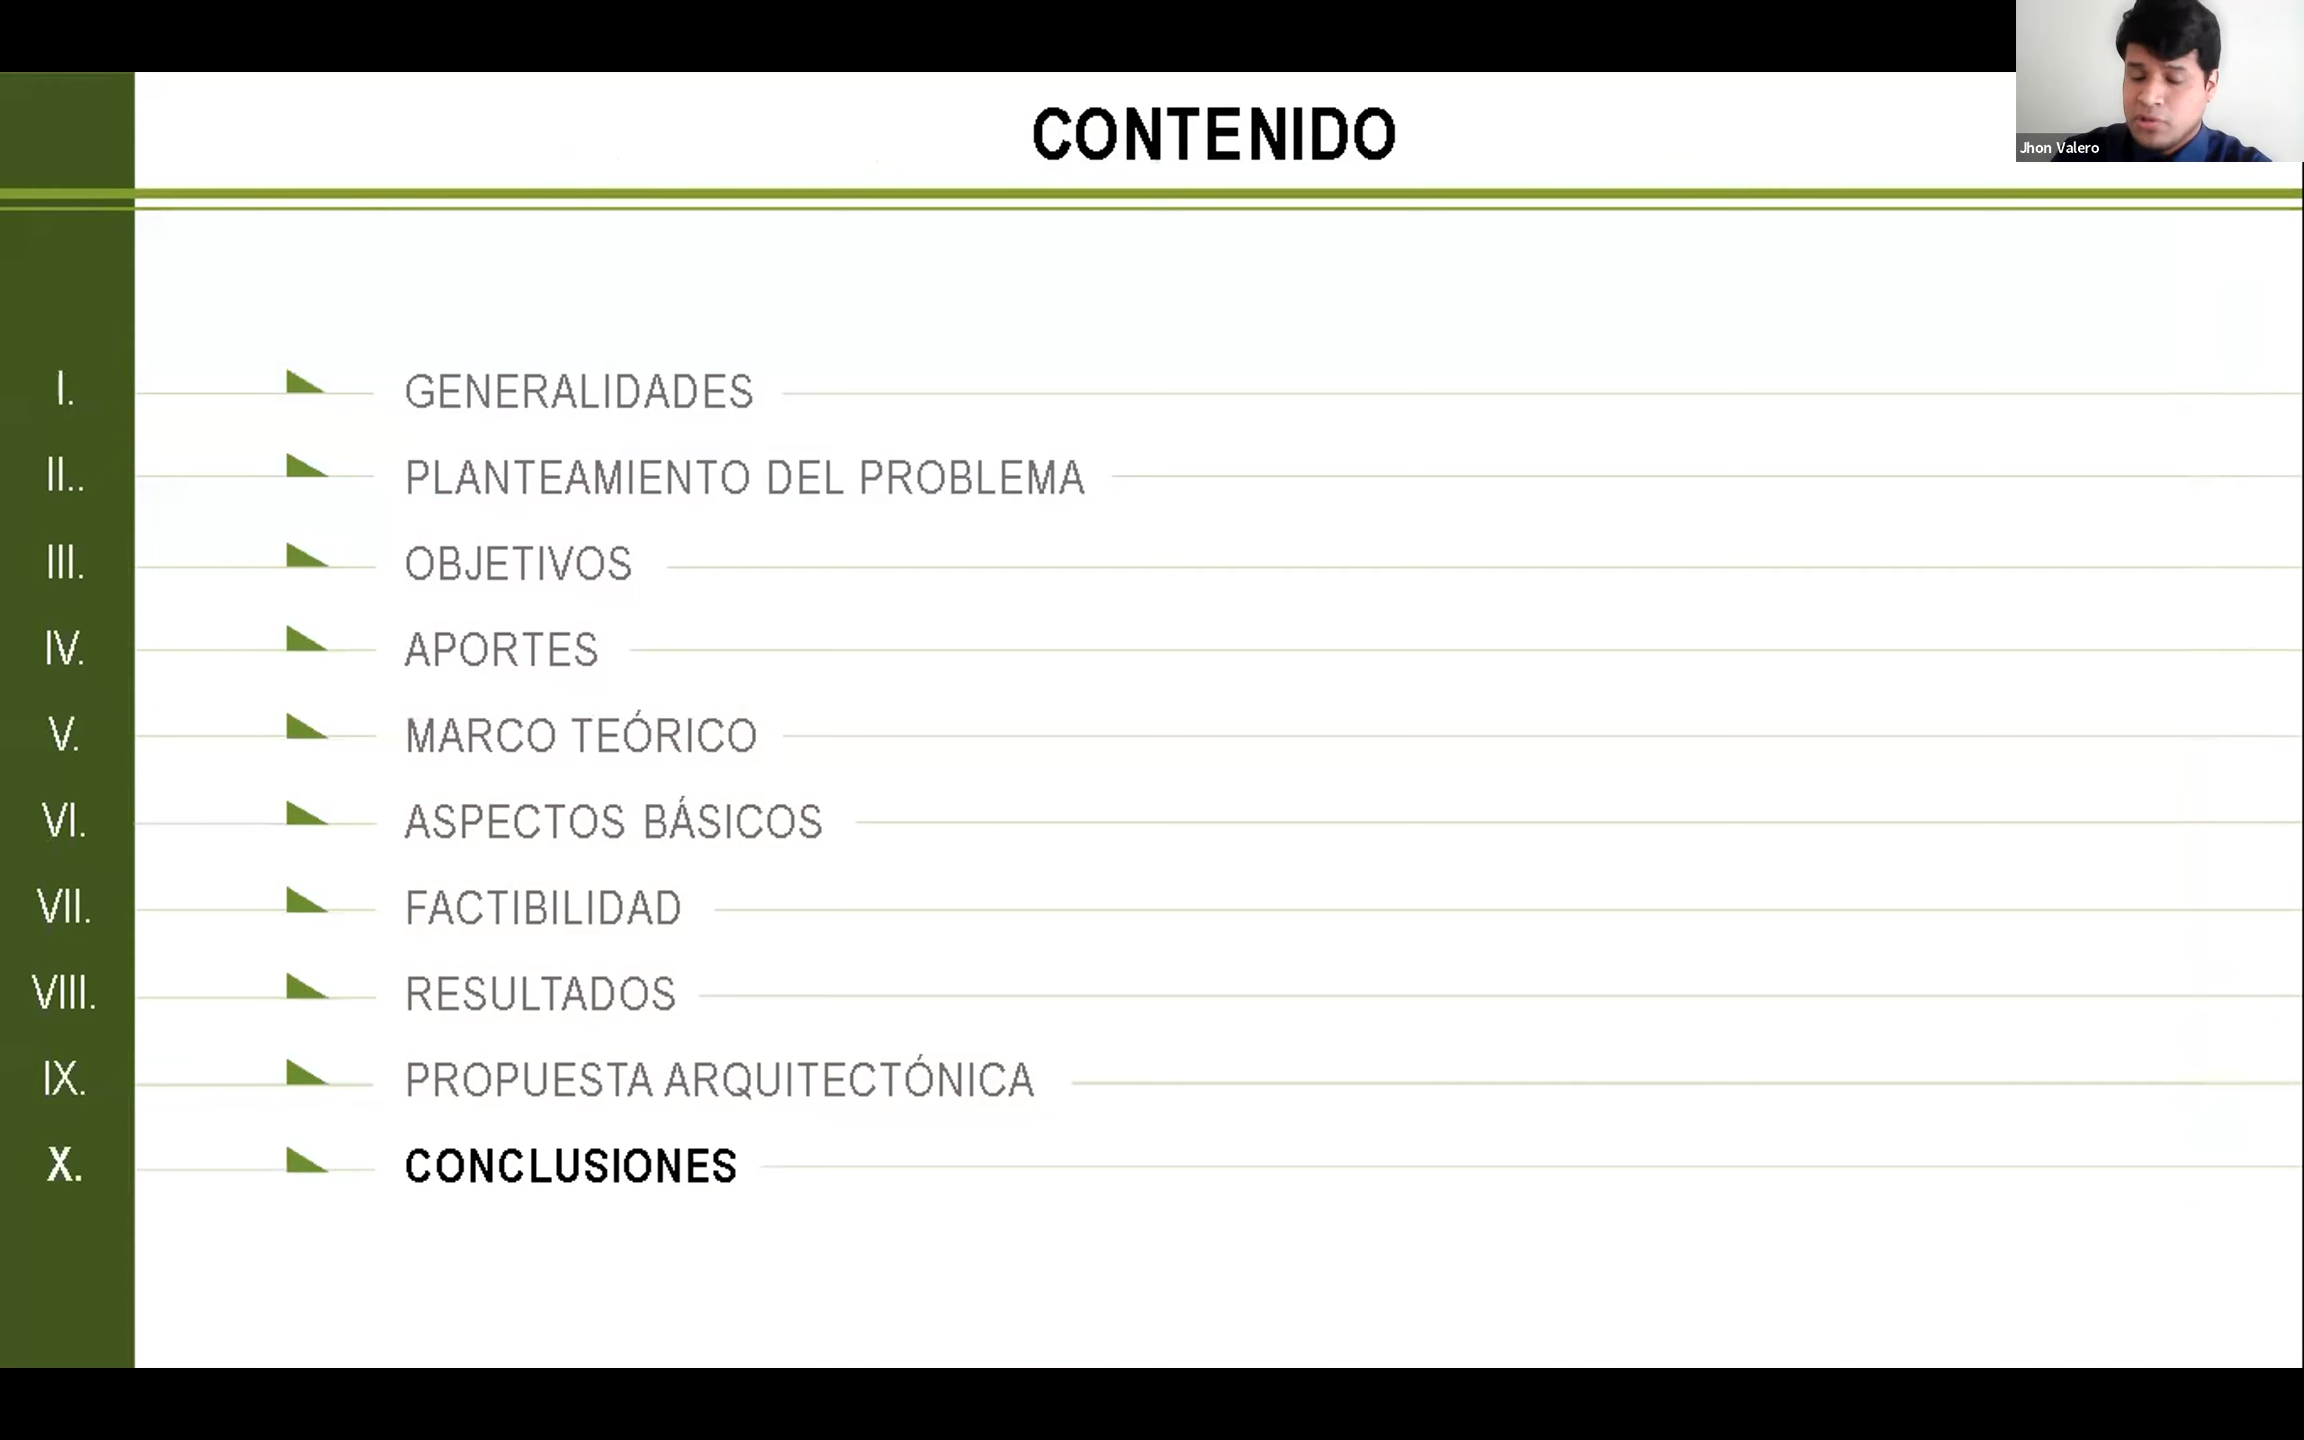 CONTENIDO
Jhon Valero
I. GENERALIDADES
II.. PLANTEAMIENTO DEL PROBLEMA
III. OBJETIVOS
IV. APORTES
V. MARCO TEÓRICO
VI. ASPECTOS BÁSICOS
VII. FACTIBILIDAD
VIII. RESULTADOS
IX. PROPUESTA ARQUITECTÓNICA
X. CONCLUSIONES